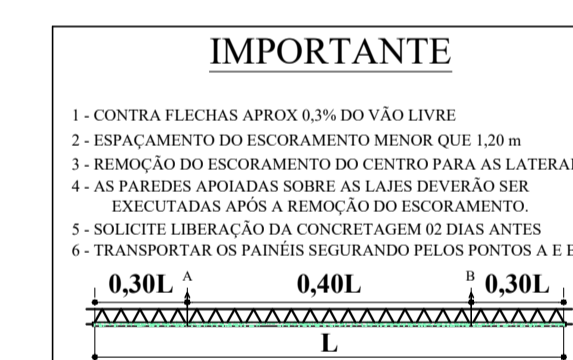 IMPORTANTE
1 - CONTRA FLECHAS APROX 0,3% DO VÃO LIVRE
2 - ESPAÇAMENTO DO ESCORAMENTO MENOR QUE 1,20 m
3 - REMOÇÃO DO ESCORAMENTO DO CENTRO PARA AS LATERAI
4 - AS PAREDES APOIADAS SOBRE AS LAJES DEVERÃO SER
EXECUTADAS APÓS A REMOÇÃO DO ESCORAMENTO.
5 - SOLICITE LIBERAÇÃO DA CONCRETAGEM 02 DIAS ANTES
6 - TRANSPORTAR OS PAINÉIS SEGURANDO PELOS PONTOS A E B
0,30L A 0,40L B 0,30L
L